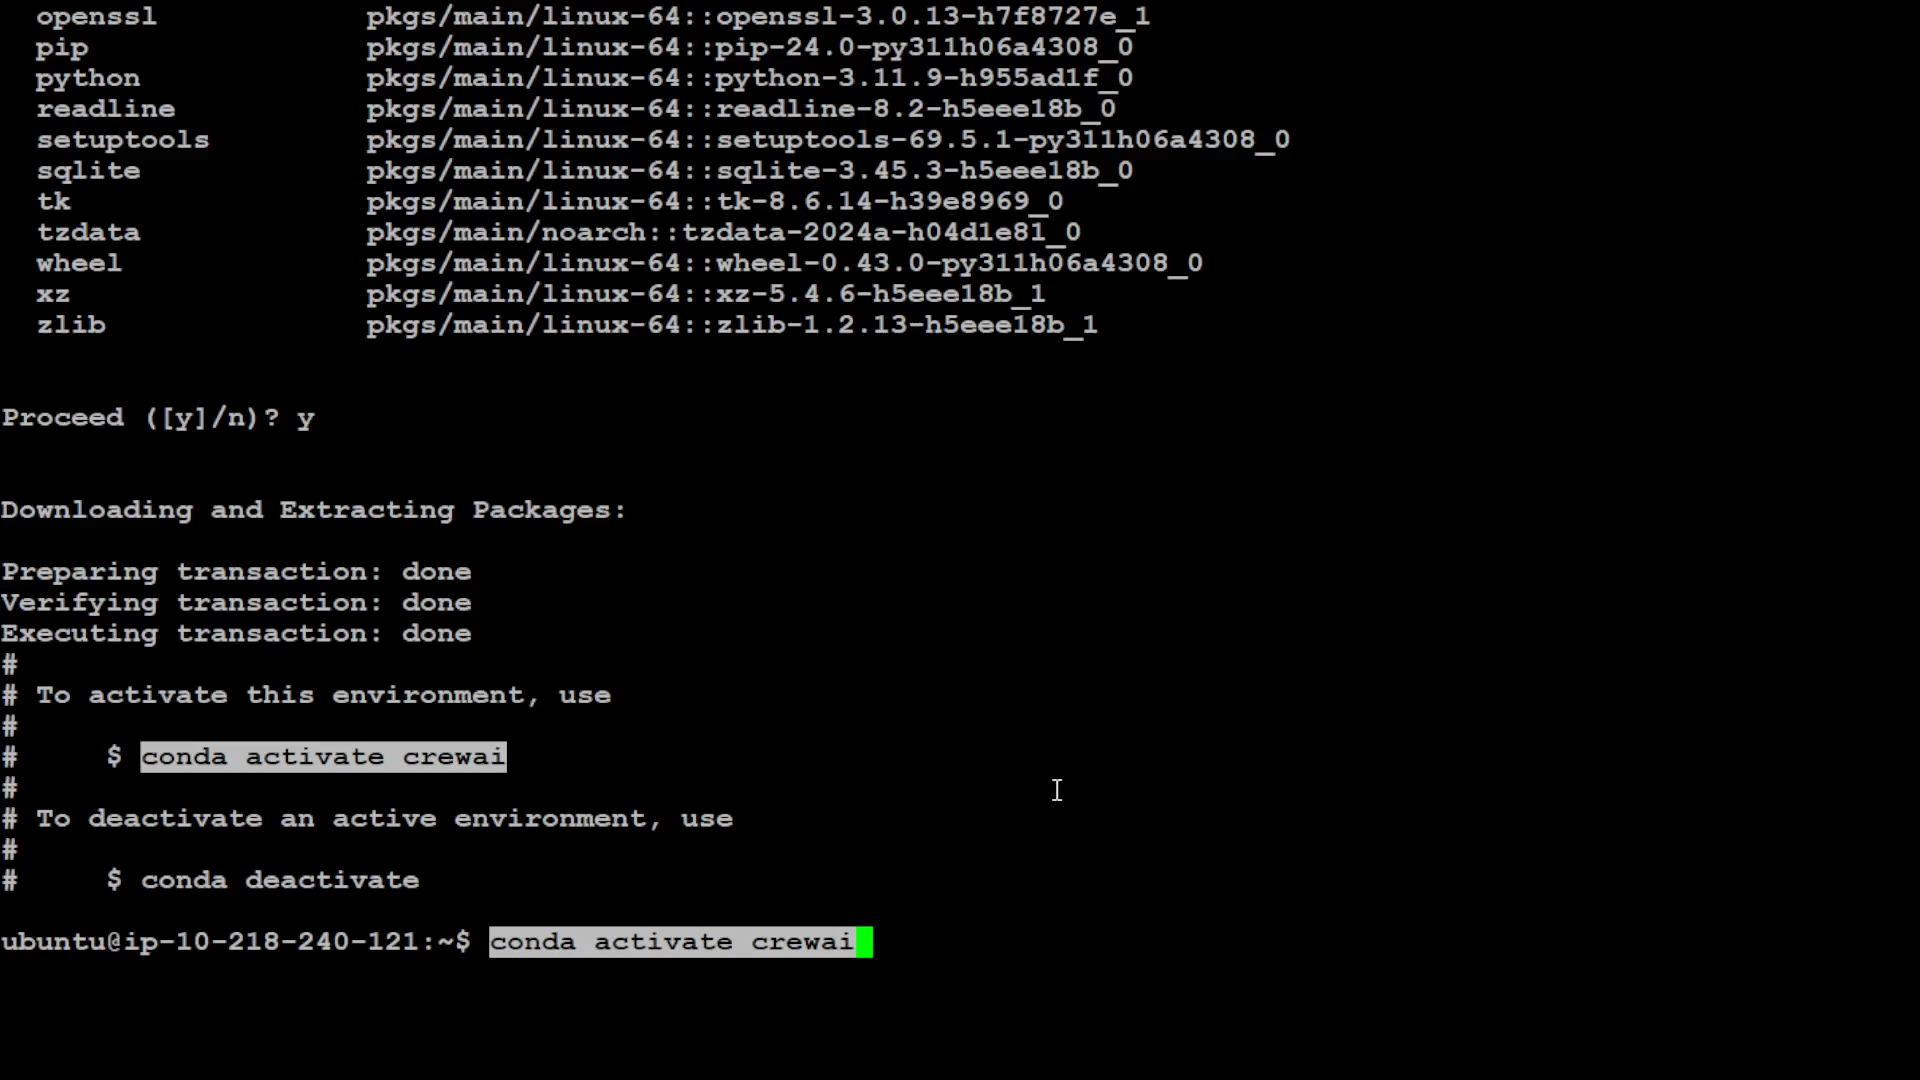 openssl pkgs/main/linux-64::openssl-3.0.13-h7f8727e_1
pip pkgs/main/linux-64::pip-24.0-py311h06a4308_0
python pkgs/main/linux-64::python-3.11.9-h955ad1f_0
readline pkgs/main/linux-64::readline-8.2-h5eee18b_0
setuptools pkgs/main/linux-64::setuptools-69.5.1-py311h06a4308_0
sqlite pkgs/main/linux-64::sqlite-3.45.3-h5eee18b_0
tk pkgs/main/linux-64::tk-8.6.14-h39e8969_0
tzdata pkgs/main/noarch::tzdata-2024a-h04d1e81_0
wheel pkgs/main/linux-64::wheel-0.43.0-py311h06a4308_0
xz pkgs/main/linux-64::xz-5.4.6-h5eee18b_1
zlib pkgs/main/linux-64::zlib-1.2.13-h5eee18b_1
Proceed ([y]/n)? y
Downloading and Extracting Packages:
Preparing transaction: done
Verifying transaction: done
Executing transaction: done
#
# To activate this environment, use
#
# $ conda activate crewai
#
# To deactivate an active environment, use
#
# $ conda deactivate
ubuntu@ip-10-218-240-121:~$ conda activate crewai